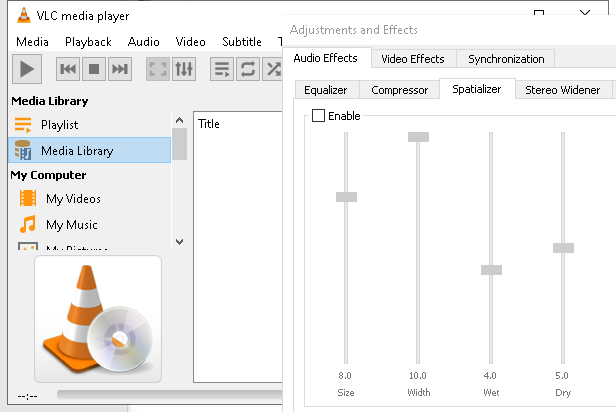 VLC media player
Media Playback Audio Video Subtitle T
Media Library
Playlist
Media Library
My Computer
My Videos
My Music
My Pictures
--:--
Title
Adjustments and Effects
Audio Effects Video Effects Synchronization
Equalizer Compressor Spatializer Stereo Widener
Enable
8.0 10.0 4.0 5.0
Size Width Wet Dry